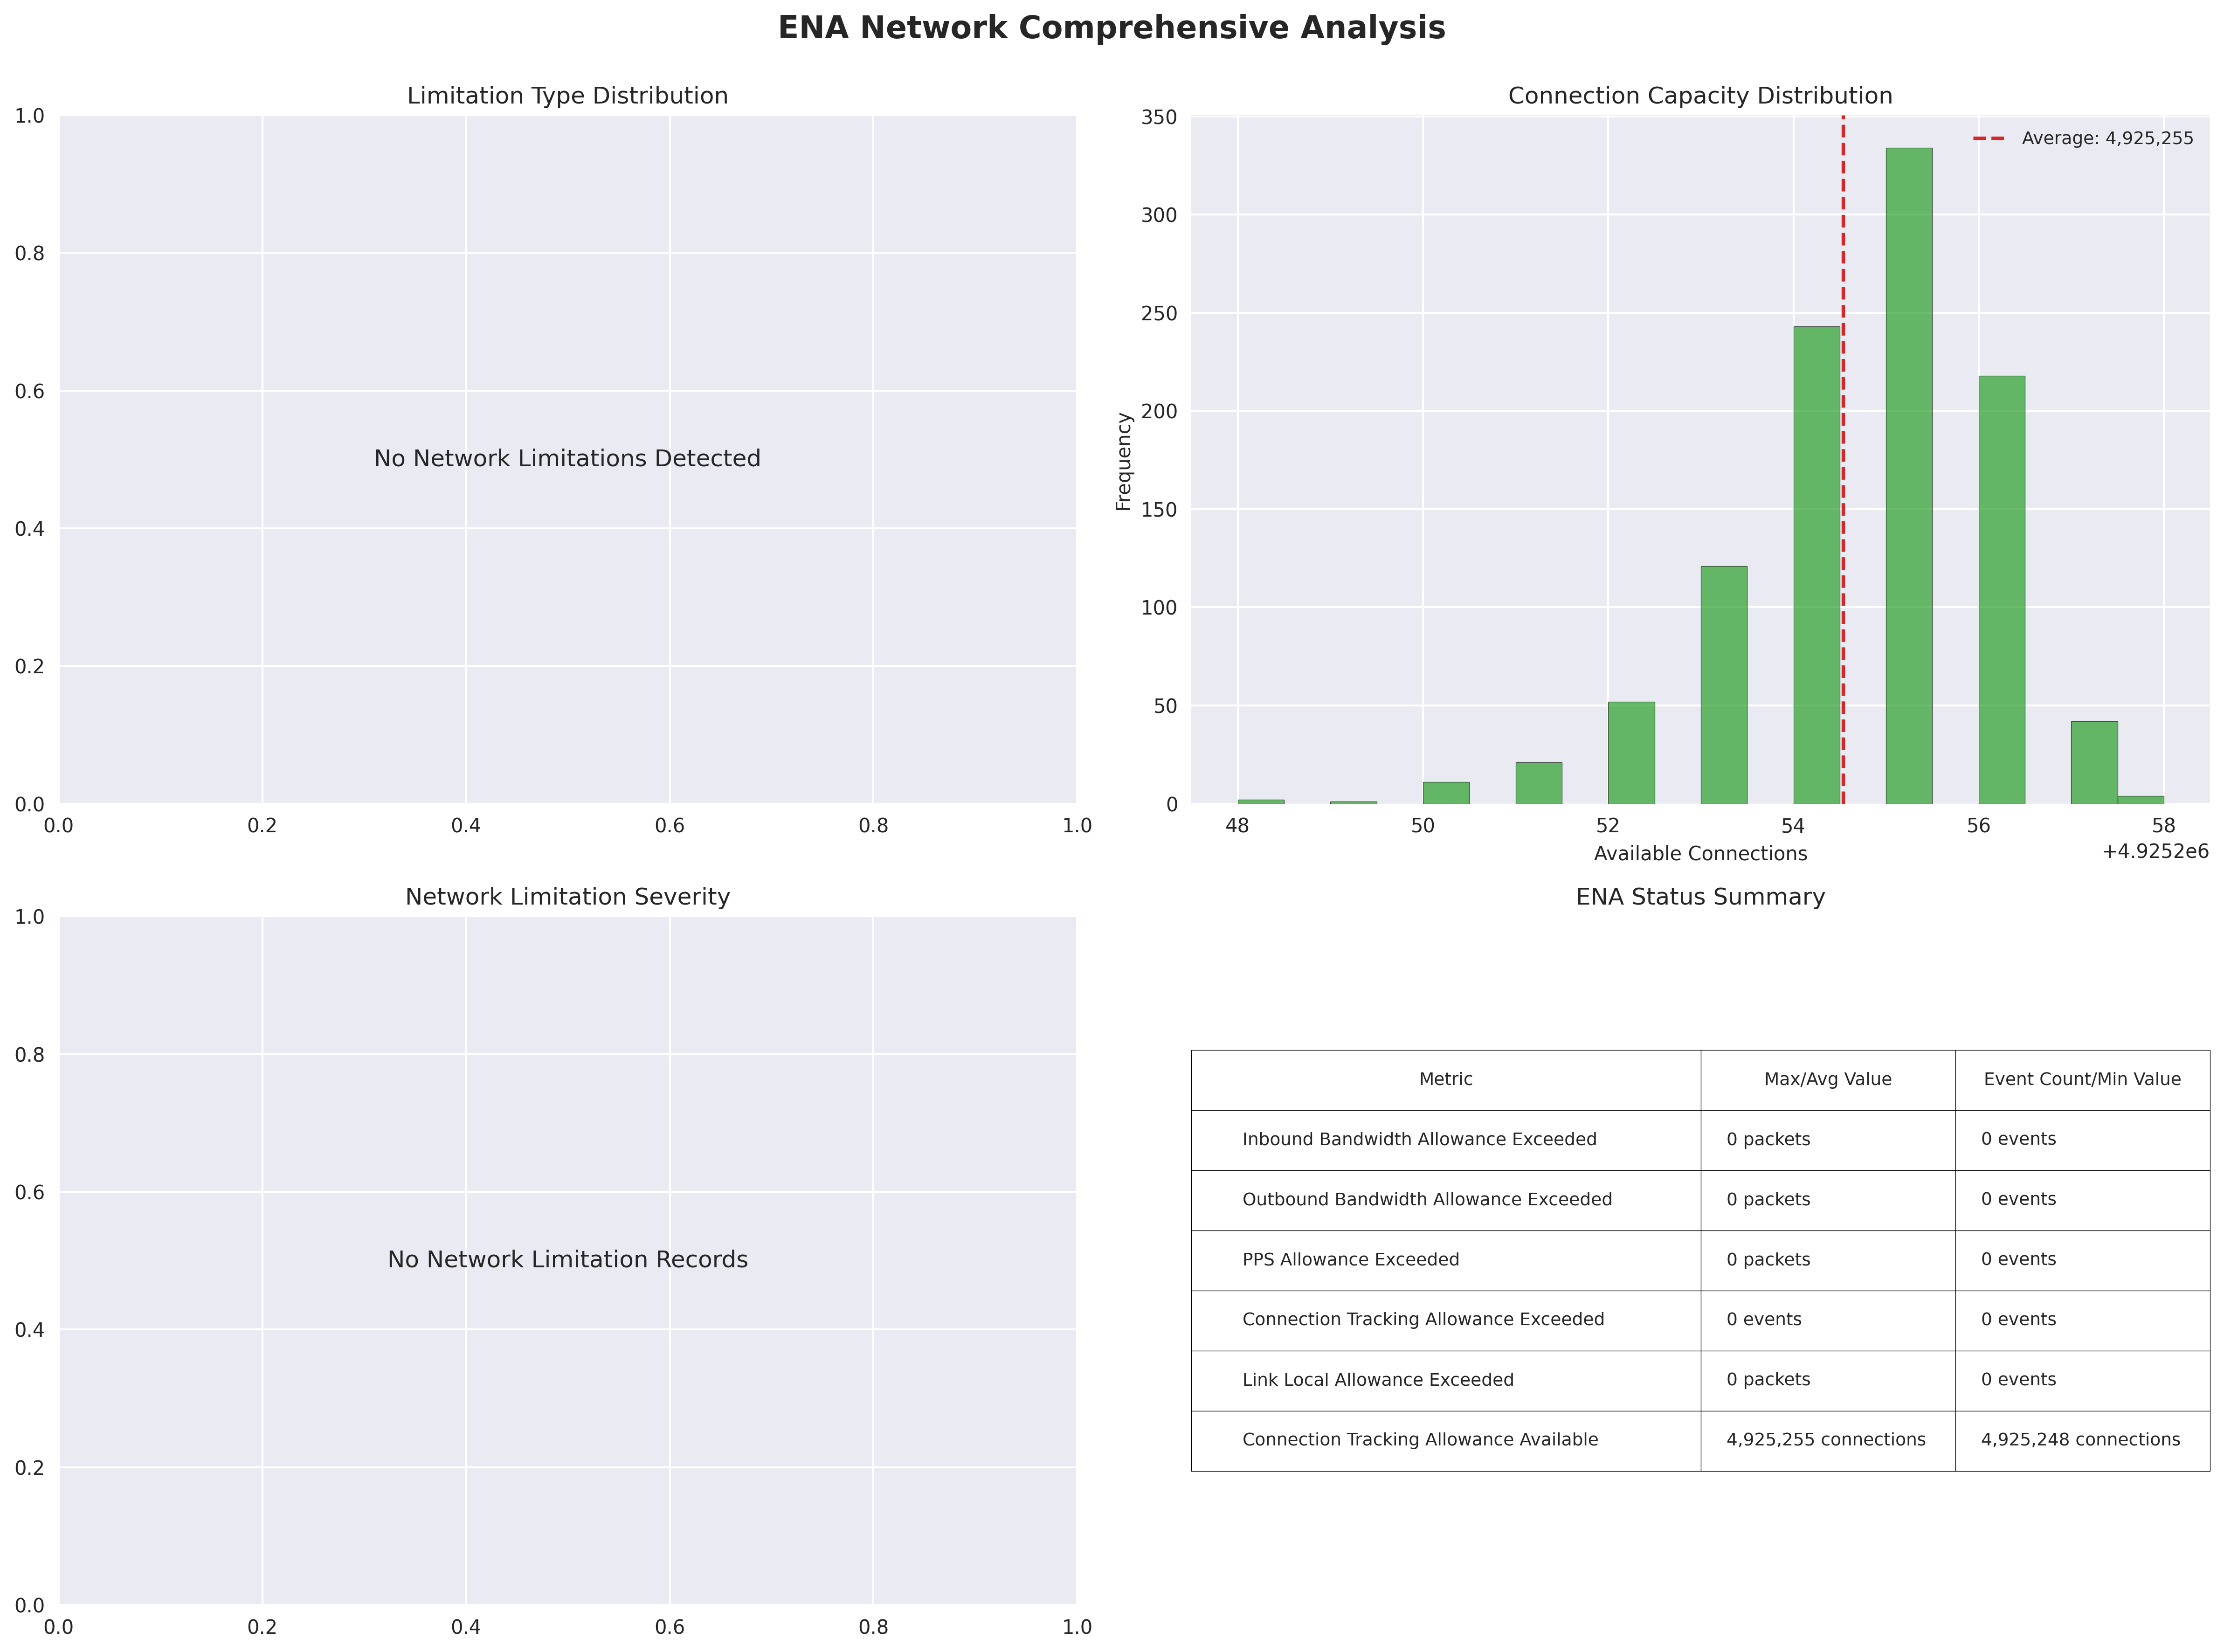 ENA Network Comprehensive Analysis
Limitation Type Distribution
1.0
0.8
0.6
0.4
0.2
0.0
No Network Limitations Detected
0.0 0.2 0.4 0.6 0.8 1.0
Connection Capacity Distribution
Average: 4,925,255
Frequency
350
300
250
200
150
100
50
0
48 50 52 54 56 58
Available Connections
+4.9252e6
Network Limitation Severity
1.0
0.8
0.6
0.4
0.2
0.0
No Network Limitation Records
0.0 0.2 0.4 0.6 0.8 1.0
ENA Status Summary
Metric Max/Avg Value Event Count/Min Value
Inbound Bandwidth Allowance Exceeded 0 packets 0 events
Outbound Bandwidth Allowance Exceeded 0 packets 0 events
PPS Allowance Exceeded 0 packets 0 events
Connection Tracking Allowance Exceeded 0 events 0 events
Link Local Allowance Exceeded 0 packets 0 events
Connection Tracking Allowance Available 4,925,255 connections 4,925,248 connections